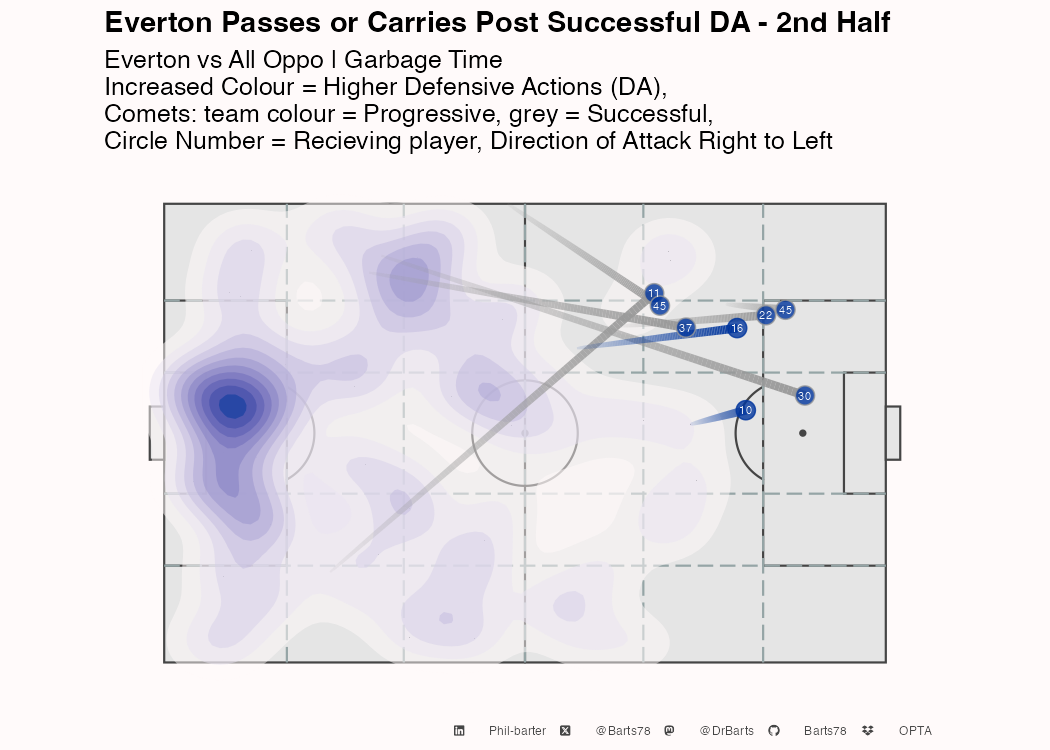 Everton Passes or Carries Post Successful DA - 2nd Half
Everton vs All Oppo | Garbage Time
Increased Colour = Higher Defensive Actions (DA),
Comets: team colour = Progressive, grey = Successful,
Circle Number = Recieving player, Direction of Attack Right to Left
11
45
45
22
37
16
30
10
Phil-barter @Barts78 @DrBarts Barts78 OPTA